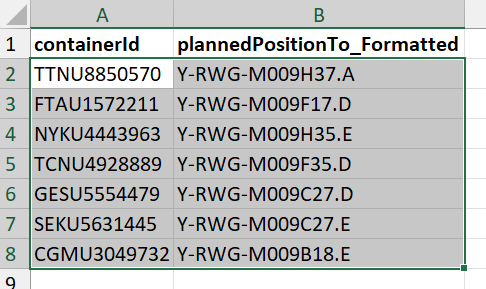 A B
1 containerId plannedPositionTo_Formatted
2 TTNU8850570 Y-RWG-M009H37.A
3 FTAU1572211 Y-RWG-M009F17.D
4 NYKU4443963 Y-RWG-M009H35.E
5 TCNU4928889 Y-RWG-M009F35.D
6 GESU5554479 Y-RWG-M009C27.D
7 SEKU5631445 Y-RWG-M009C27.E
8 CGMU3049732 Y-RWG-M009B18.E
9